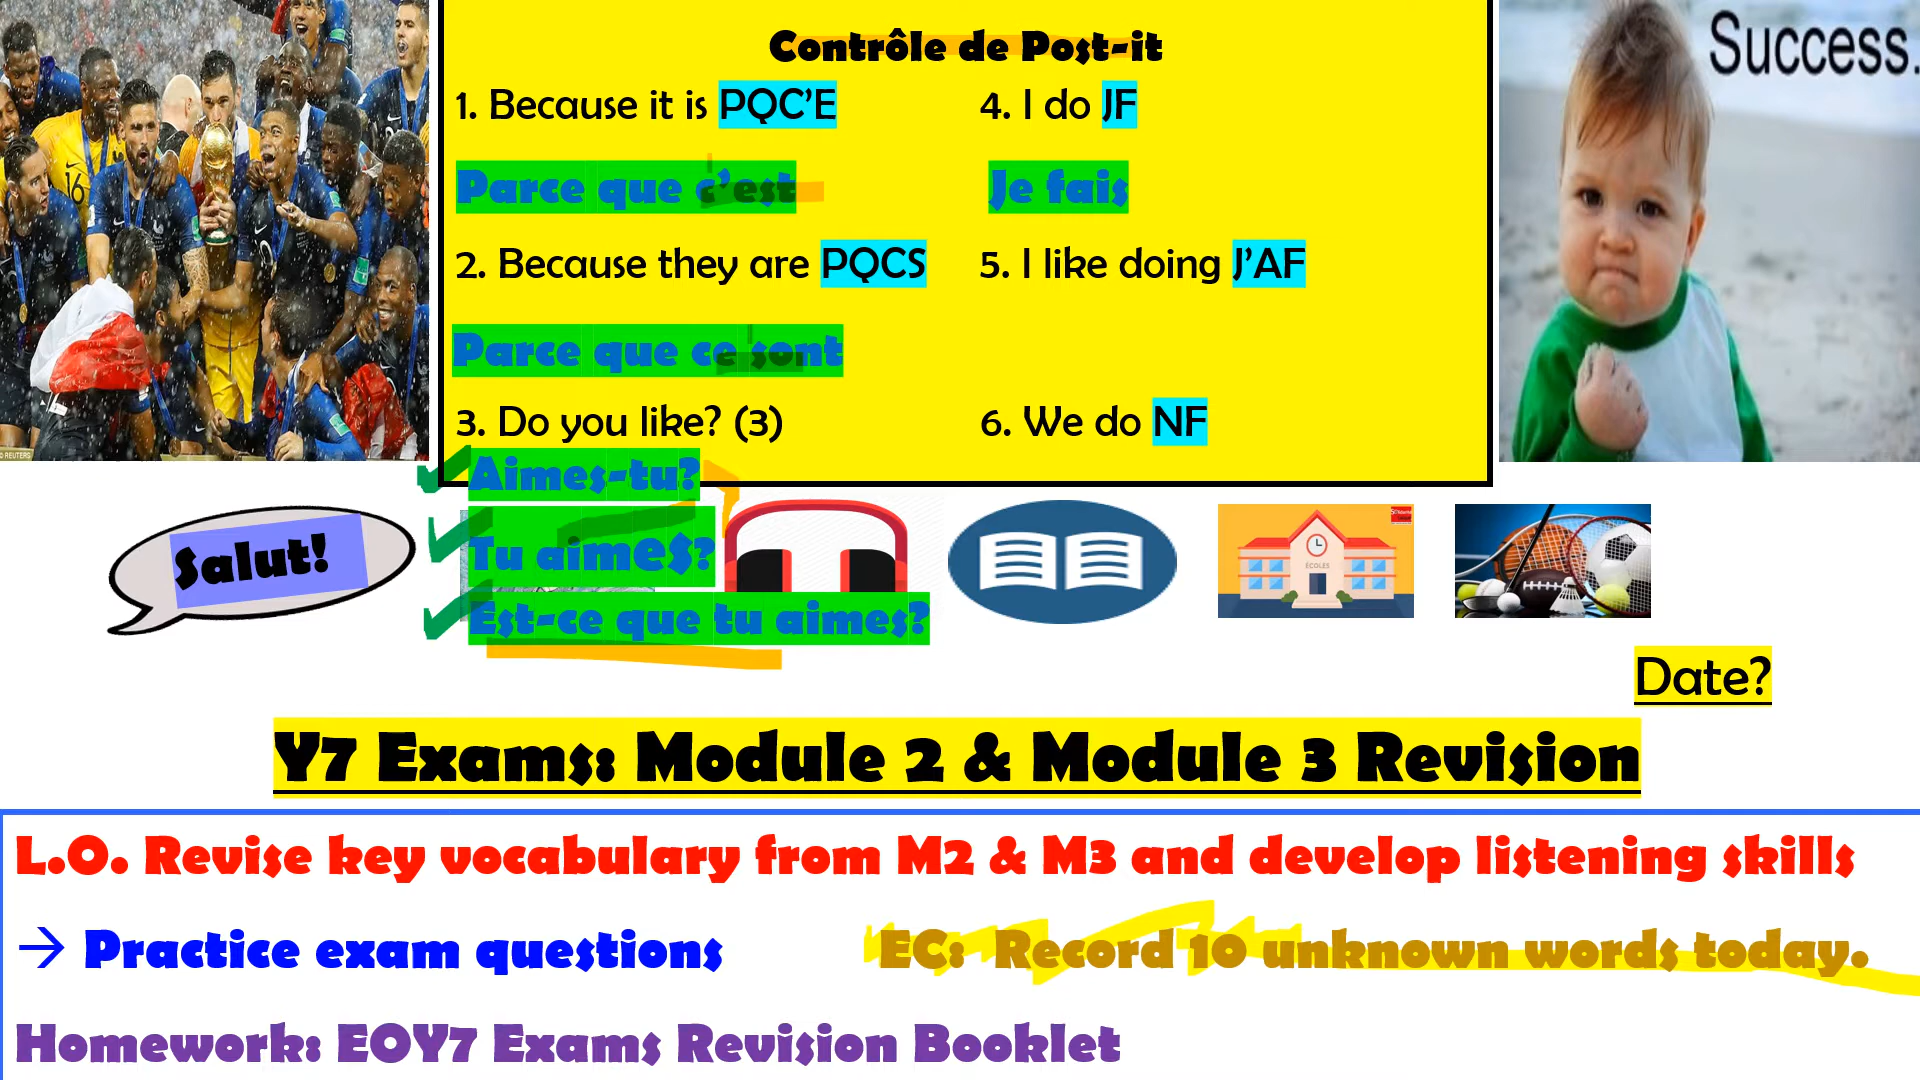 Contrôle de Post-it
1. Because it is PQC'E
Parce que c'est
2. Because they are PQCS
Parce que ce sont
3. Do you like? (3)
Aimes-tu?
Tu aimes?
Est-ce que tu aimes?
4. I do JF
Je fais
5. I like doing J'AF
6. We do NF
Success.
16
© REUTERS
Salut!
ÉCOLES
Date?
Y7 Exams: Module 2 & Module 3 Revision
L.O. Revise key vocabulary from M2 & M3 and develop listening skills
→ Practice exam questions
EC: Record 10 unknown words today.
Homework: EOY7 Exams Revision Booklet